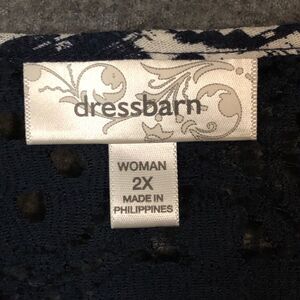 dressbarn
WOMAN
2X
MADE IN
PHILIPPINES